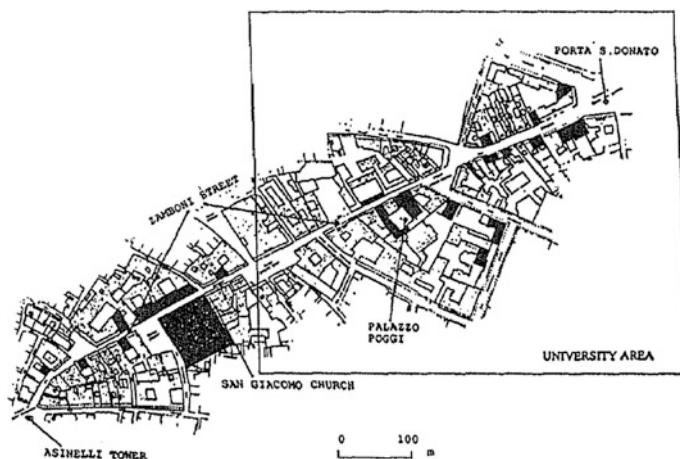 PORTA S.DONATO
ZAMBONI STREET
PALAZZO
POGGI
UNIVERSITY AREA
SAN GIACOMO CHURCH
0 100
m
ASINELLI TOWER